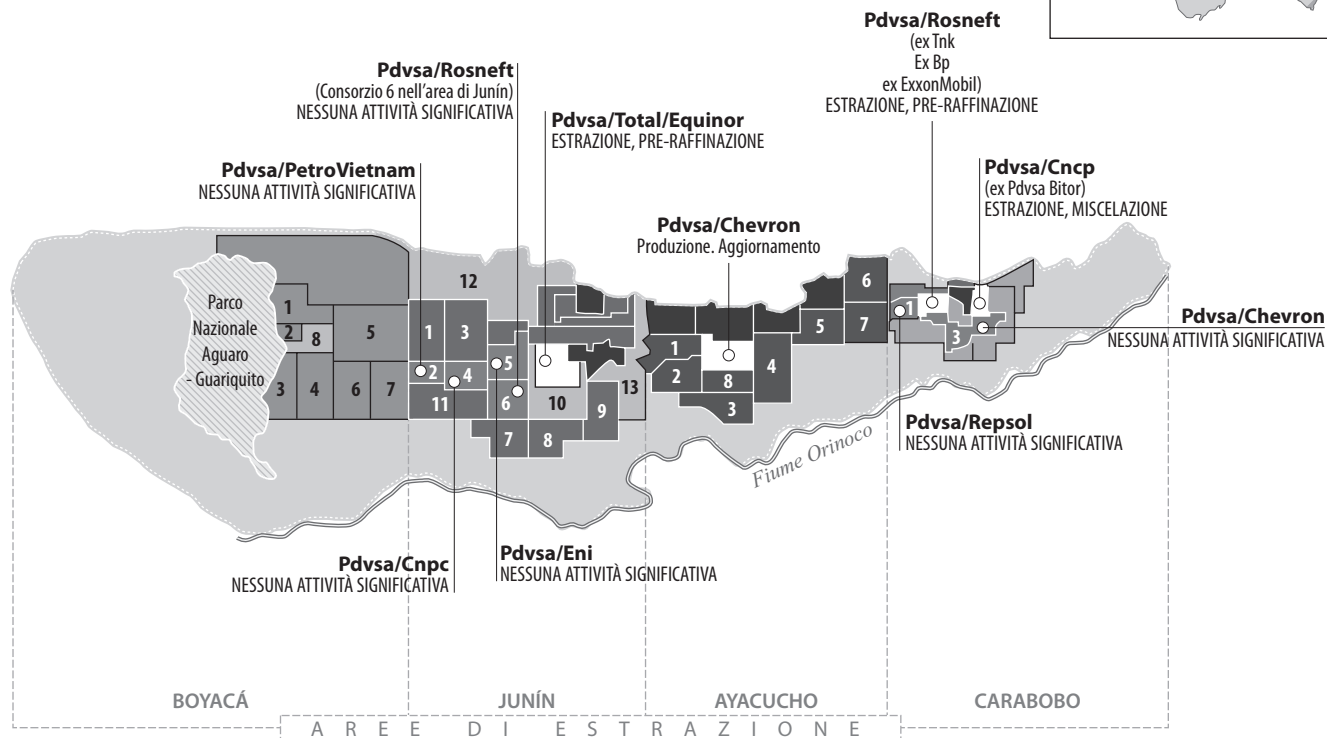 Pdvsa/Rosneft
(ex Tnk
Ex Bp
ex ExxonMobil)
ESTRAZIONE, PRE-RAFFINAZIONE
Pdvsa/Rosneft
(Consorzio 6 nell'area di Junín)
NESSUNA ATTIVITÀ SIGNIFICATIVA
Pdvsa/Total/Equinor
ESTRAZIONE, PRE-RAFFINAZIONE
Pdvsa/PetroVietnam
NESSUNA ATTIVITÀ SIGNIFICATIVA
Pdvsa/Cncp
(ex Pdvsa Bitor)
ESTRAZIONE, MISCELAZIONE
Pdvsa/Chevron
Produzione. Aggiornamento
Parco
Nazionale
Aguaro
- Guariquito
1
2
8
5
3
4
6
7
12
1
3
2
4
11
5
6
7
8
10
9
13
1
2
8
3
4
5
6
7
1
3
Pdvsa/Chevron
NESSUNA ATTIVITÀ SIGNIFICATIVA
Pdvsa/Repsol
NESSUNA ATTIVITÀ SIGNIFICATIVA
Fiume Orinoco
Pdvsa/Cnpc
NESSUNA ATTIVITÀ SIGNIFICATIVA
Pdvsa/Eni
NESSUNA ATTIVITÀ SIGNIFICATIVA
BOYACÁ
JUNÍN
AYACUCHO
CARABOBO
AREE DI ESTRAZIONE